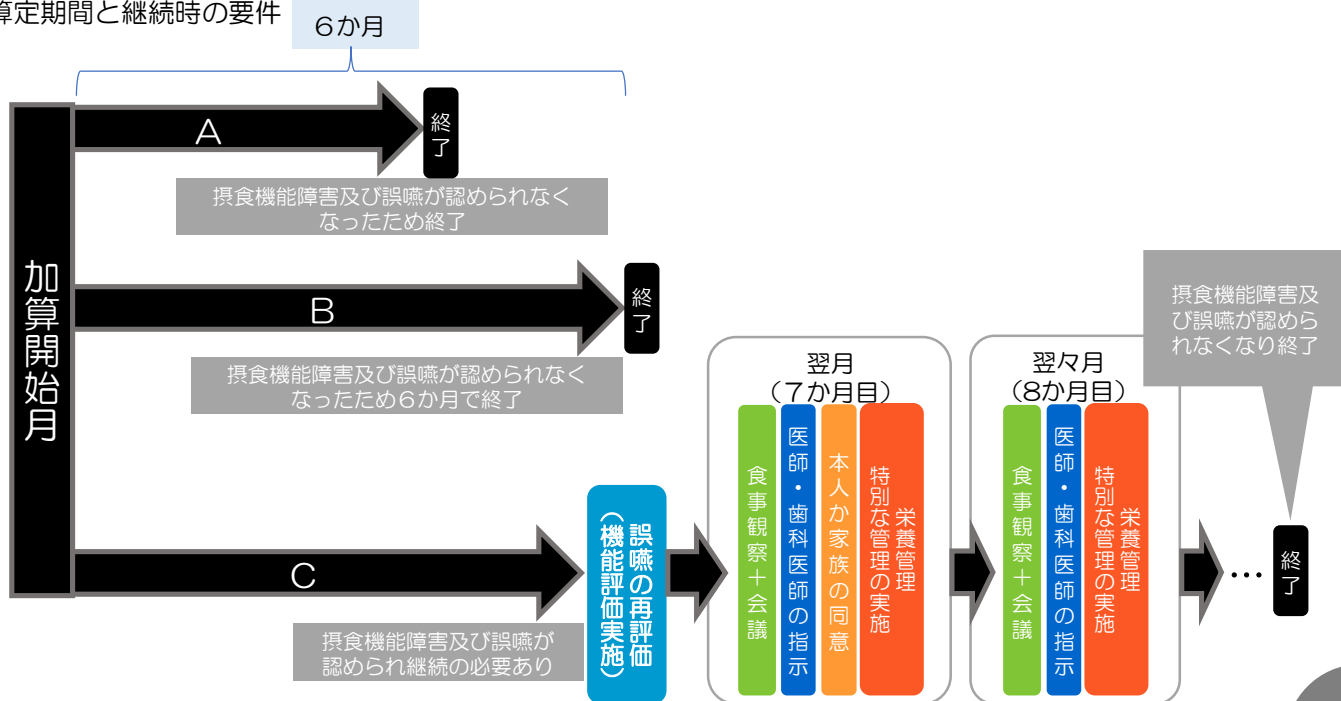 算定期間と継続時の要件
6か月
加算開始月
A
終了
摂食機能障害及び誤嚥が認められなく
なったため終了
B
終了
摂食機能障害及び誤嚥が認められなく
なったため6か月で終了
C
摂食機能障害及び誤嚥が
認められ継続の必要あり
誤嚥の再評価
(機能評価実施)
翌月
(7か月目)
食事観察+会議
医師・歯科医師の指示
本人か家族の同意
栄養管理
特別な管理の実施
翌々月
(8か月目)
食事観察+会議
医師・歯科医師の指示
栄養管理
特別な管理の実施
…
終了
摂食機能障害及
び誤嚥が認めら
れなくなり終了